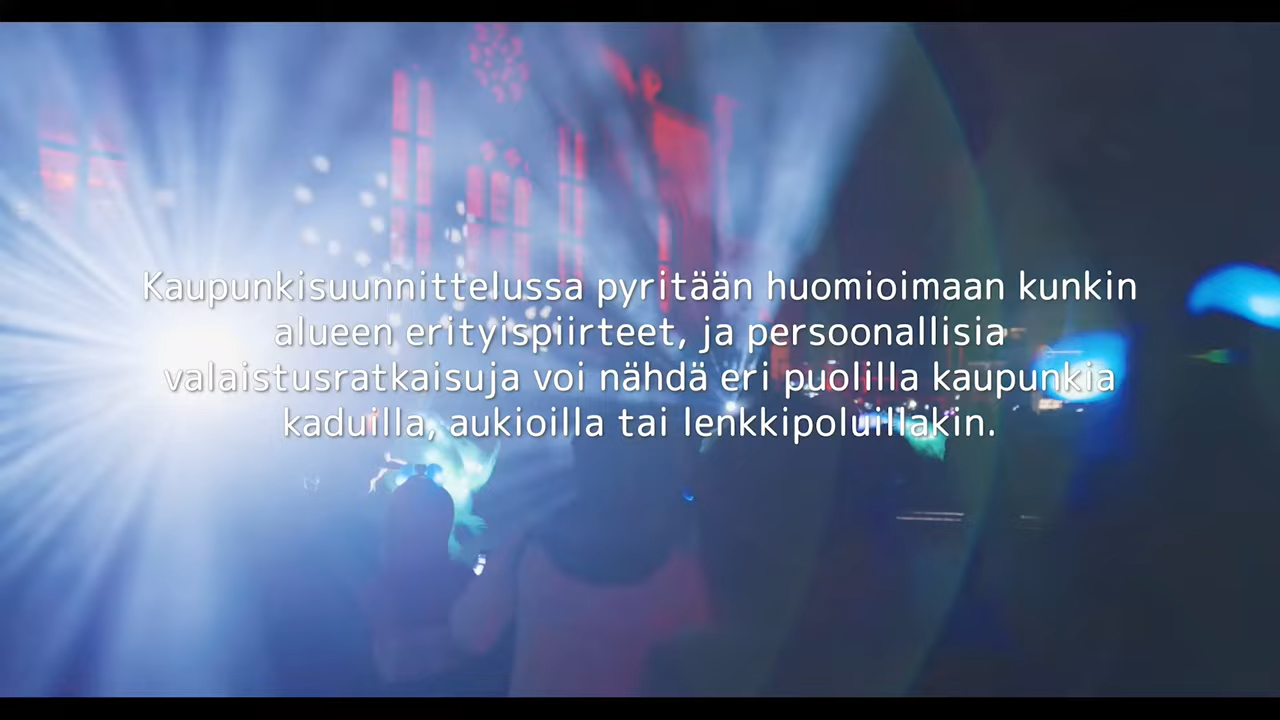 Kaupunkisuunnittelussa pyritään huomioimaan kunkin
alueen erityispiirteet, ja persoonallisia
valaistusratkaisuja voi nähdä eri puolilla kaupunkia
kaduilla, aukioilla tai lenkkipoluillakin.